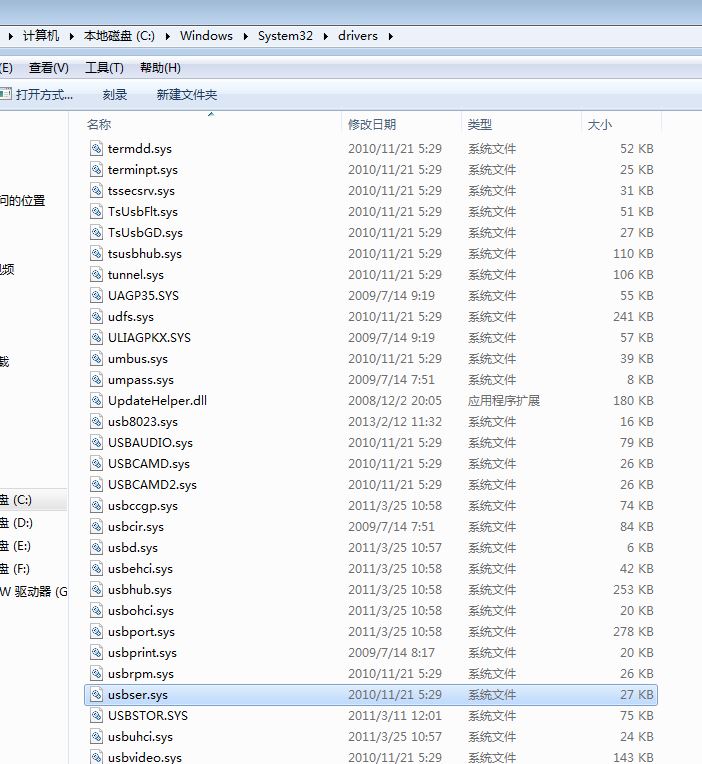 计算机 本地磁盘 (C:) Windows System32 drivers
(E) 查看(V) 工具(T) 帮助(H)
打开方式... 刻录 新建文件夹
名称 修改日期 类型 大小
termdd.sys 2010/11/21 5:29 系统文件 52 KB
terminpt.sys 2010/11/21 5:29 系统文件 25 KB
tssecsrv.sys 2010/11/21 5:29 系统文件 31 KB
问的位置
TsUsbFlt.sys 2010/11/21 5:29 系统文件 51 KB
TsUsbGD.sys 2010/11/21 5:29 系统文件 27 KB
tsusbhub.sys 2010/11/21 5:29 系统文件 110 KB
频
tunnel.sys 2010/11/21 5:29 系统文件 106 KB
UAGP35.SYS 2009/7/14 9:19 系统文件 55 KB
udfs.sys 2010/11/21 5:29 系统文件 241 KB
ULIAGPKX.SYS 2009/7/14 9:19 系统文件 57 KB
umbus.sys 2010/11/21 5:29 系统文件 39 KB
载
umpass.sys 2009/7/14 7:51 系统文件 8 KB
UpdateHelper.dll 2008/12/2 20:05 应用程序扩展 180 KB
usb8023.sys 2013/2/12 11:32 系统文件 16 KB
USBAUDIO.sys 2010/11/21 5:29 系统文件 79 KB
USBCAMD.sys 2010/11/21 5:29 系统文件 26 KB
USBCAMD2.sys 2010/11/21 5:29 系统文件 26 KB
盘 (C:)
usbccgp.sys 2011/3/25 10:58 系统文件 74 KB
盘 (D:)
usbcir.sys 2009/7/14 7:51 系统文件 84 KB
盘 (E:)
usbd.sys 2011/3/25 10:57 系统文件 6 KB
盘 (F:)
usbehci.sys 2011/3/25 10:58 系统文件 42 KB
W 驱动器 (G
usbhub.sys 2011/3/25 10:58 系统文件 253 KB
usbohci.sys 2011/3/25 10:58 系统文件 20 KB
usbport.sys 2011/3/25 10:58 系统文件 278 KB
usbprint.sys 2009/7/14 8:17 系统文件 20 KB
usbrpm.sys 2010/11/21 5:29 系统文件 26 KB
usbser.sys 2010/11/21 5:29 系统文件 27 KB
USBSTOR.SYS 2011/3/11 12:01 系统文件 75 KB
usbuhci.sys 2011/3/25 10:57 系统文件 24 KB
usbvideo.sys 2010/11/21 5:29 系统文件 143 KB